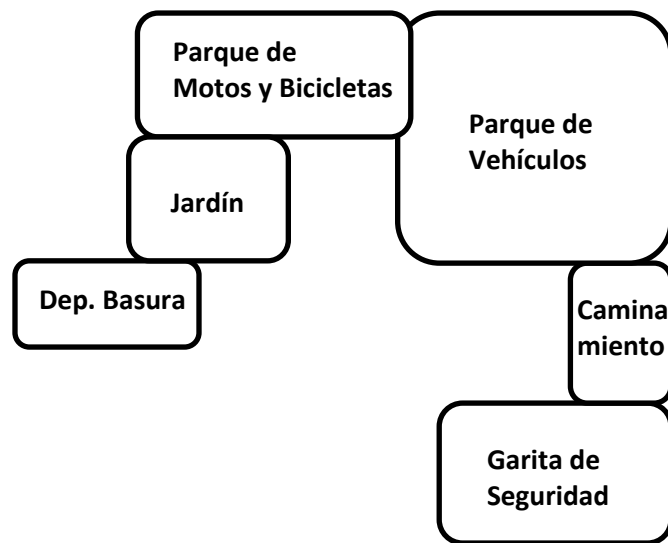 Parque de
Motos y Bicicletas
Parque de
Vehículos
Jardín
Dep. Basura
Camina
miento
Garita de
Seguridad